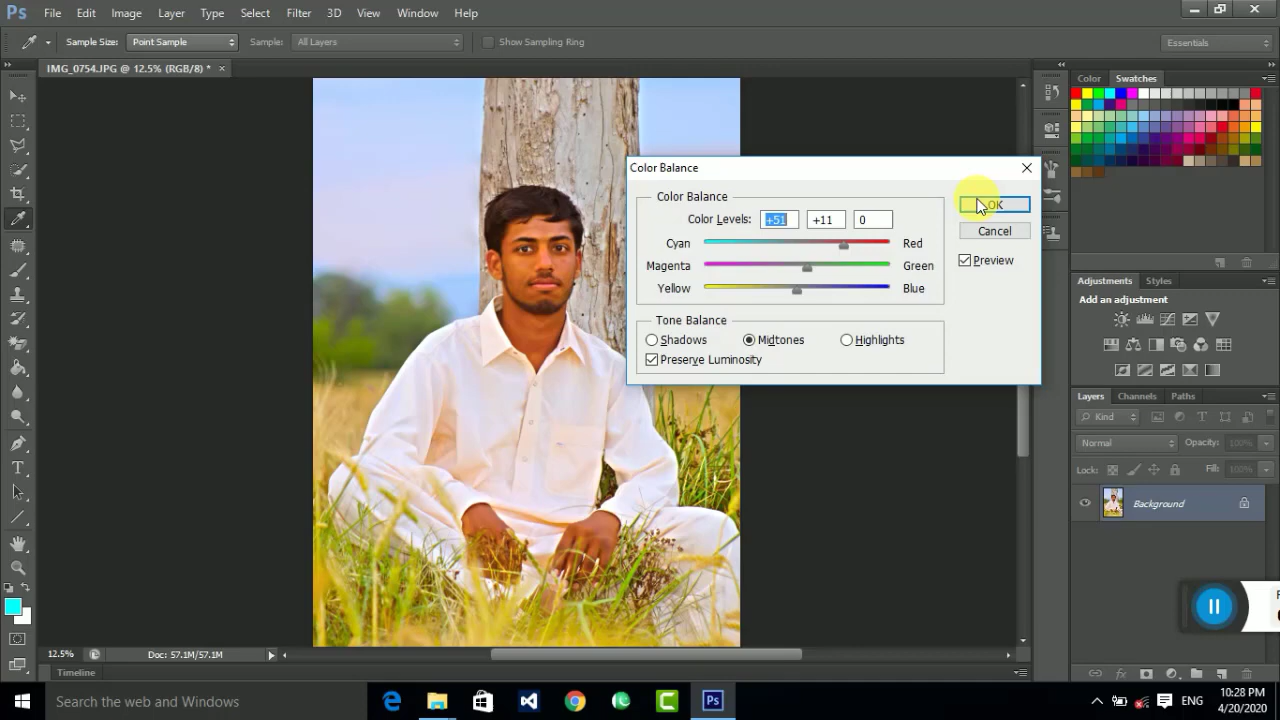 Ps File Edit Image Layer Type Select Filter 3D View Window Help
Sample Size: Point Sample Sample: All Layers Show Sampling Ring Essentials
IMG_0754.JPG @ 12.5% (RGB/8) * ×
Color Swatches
Color Balance
Color Balance
Color Levels: +51 +11 0
Cyan Red
Magenta Green
Yellow Blue
OK
Cancel
Preview
Tone Balance
Shadows Midtones Highlights
Preserve Luminosity
Adjustments Styles
Add an adjustment
Layers Channels Paths
Kind
Normal Opacity: 100%
Lock: Fill: 100%
Background
12.5% Doc: 57.1M/57.1M
Timeline
Search the web and Windows
Ps
ENG
10:28 PM
4/20/2020